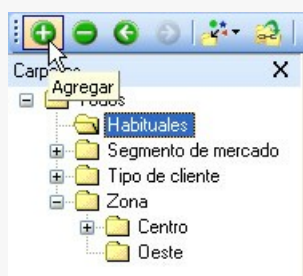 Agregar
Habituales
Segmento de mercado
Tipo de cliente
Zona
Centro
Oeste